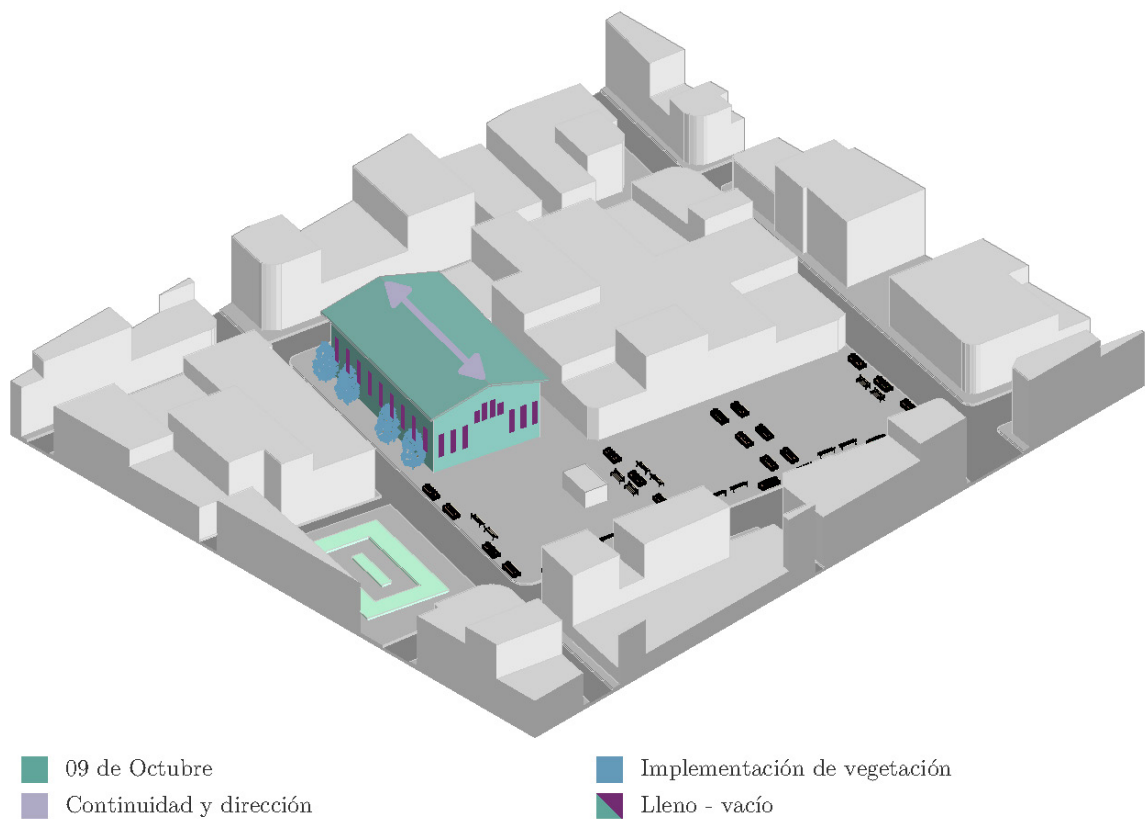 09 de Octubre
Continuidad y dirección
Implementación de vegetación
Lleno - vacío